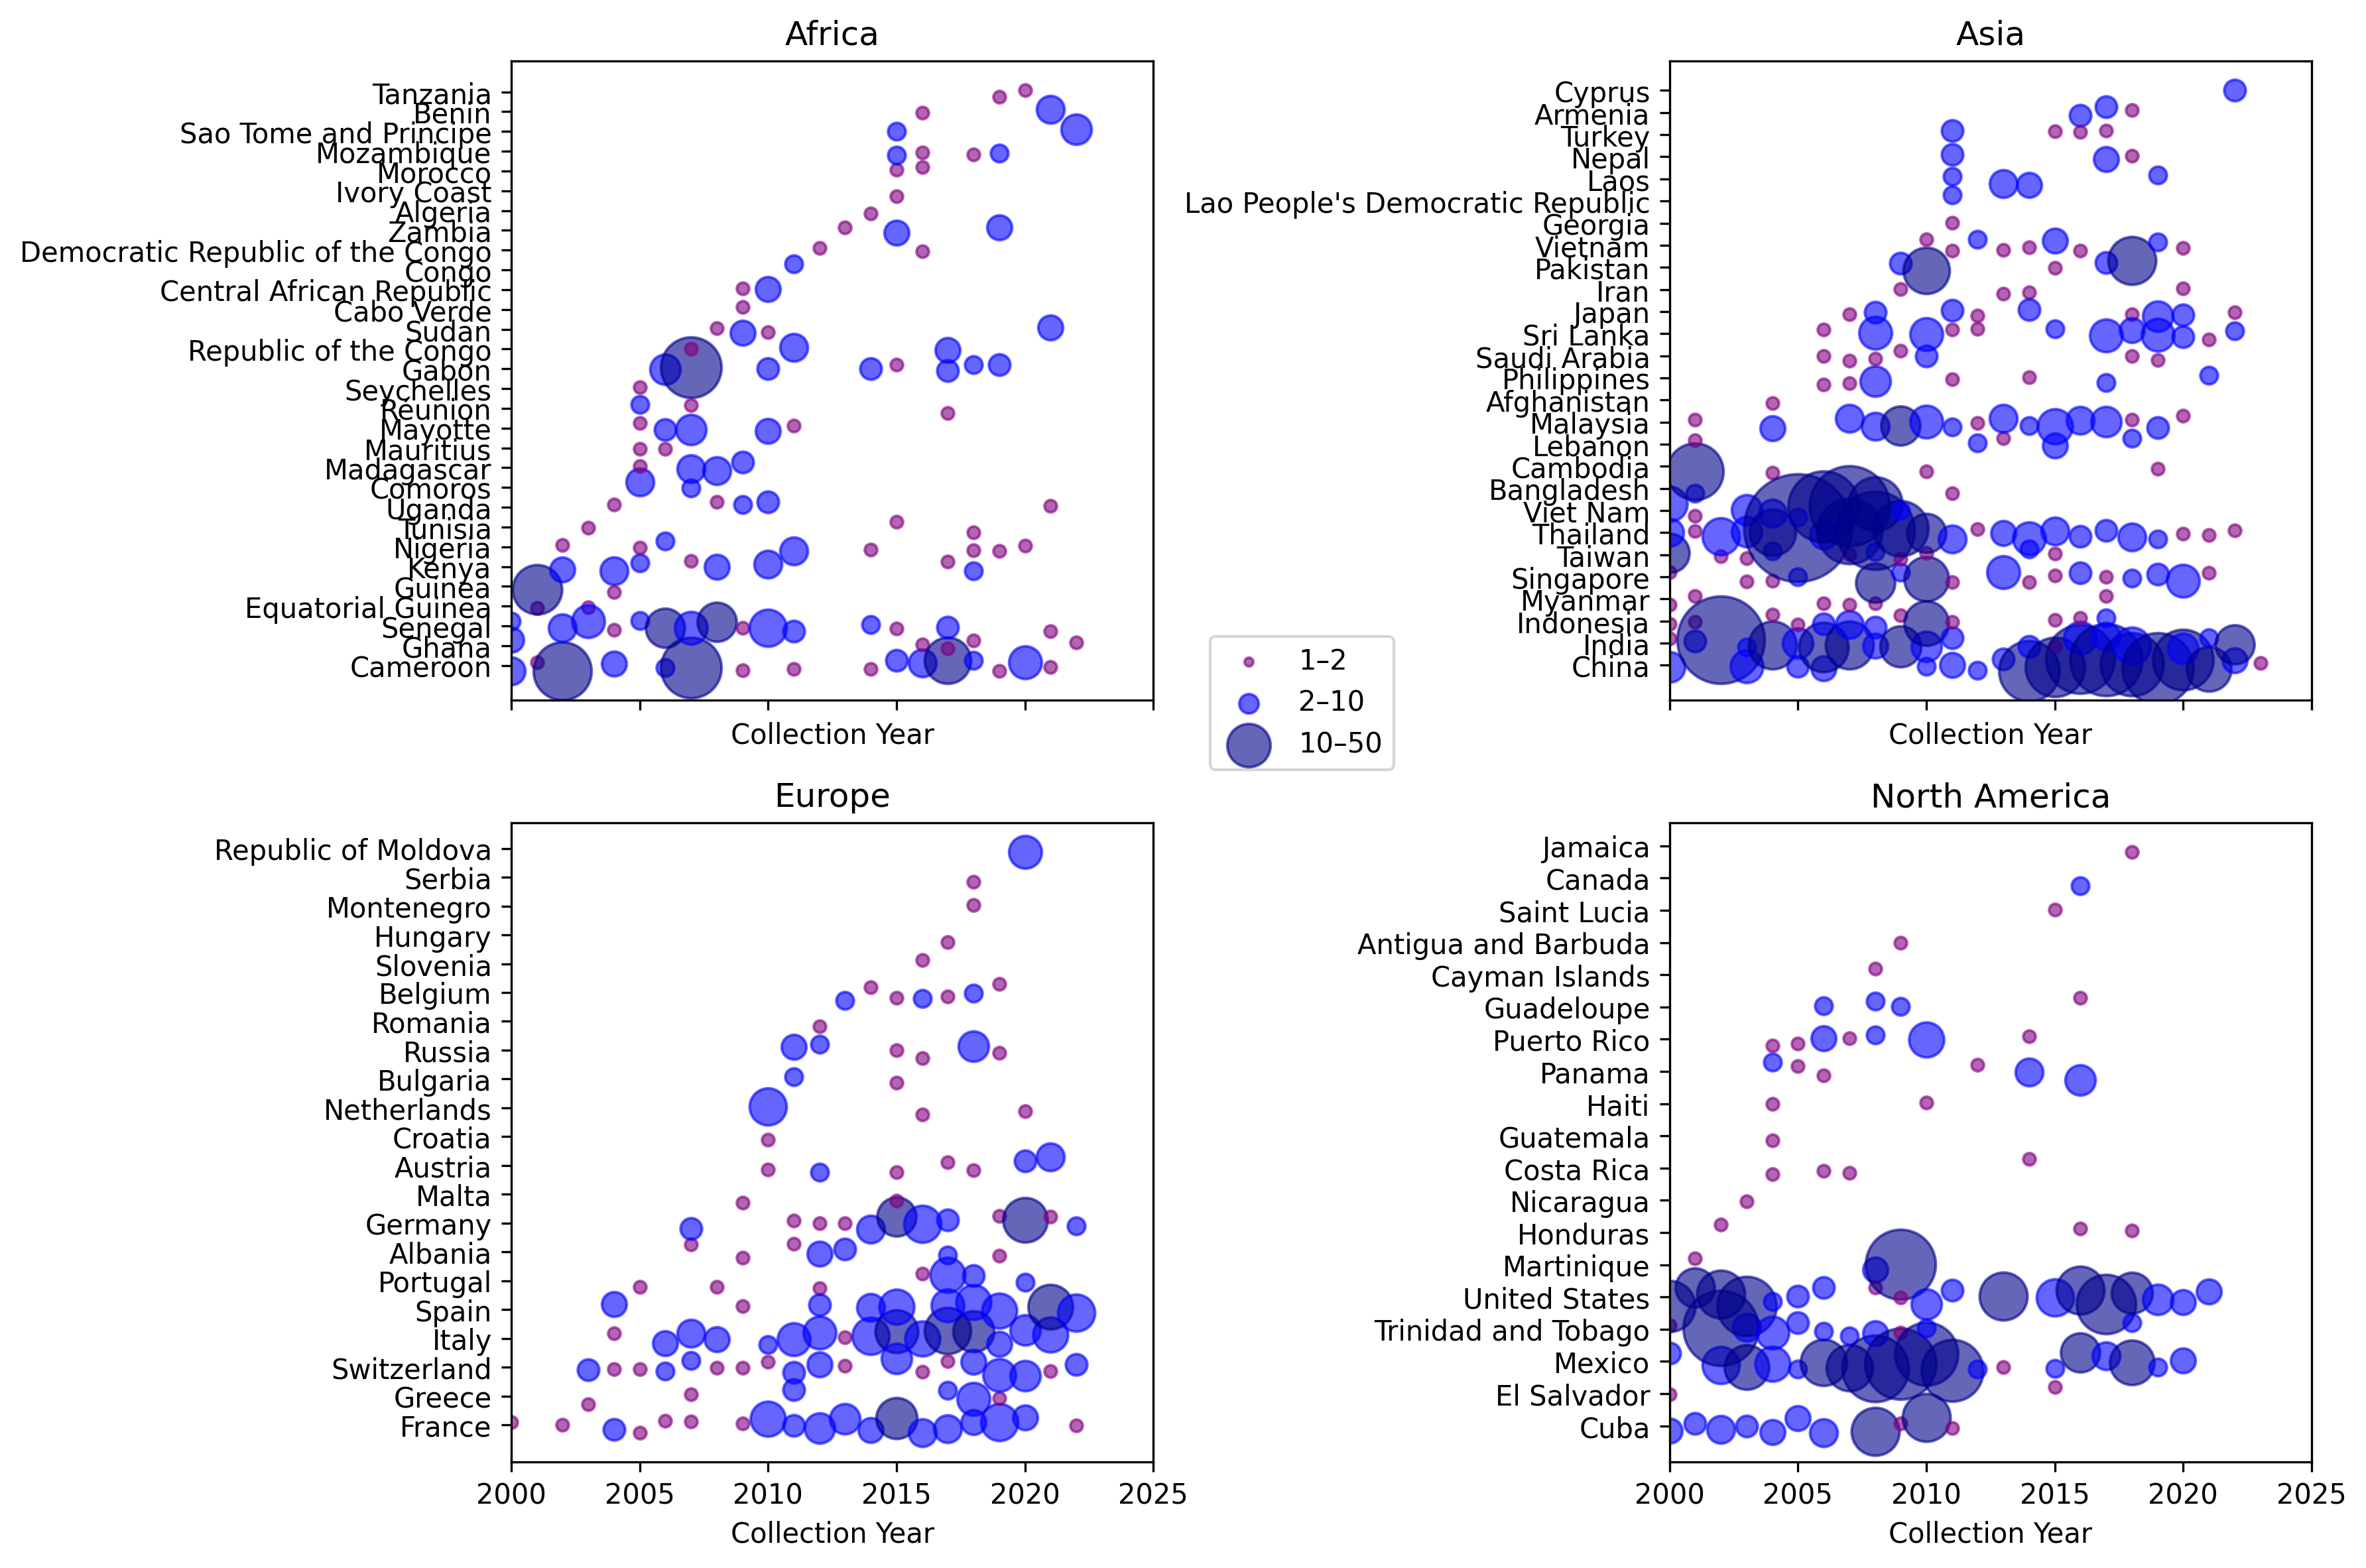 Africa
Tanzania
Benin
Sao Tome and Principe
Mozambique
Morocco
Ivory Coast
Algeria
Zambia
Democratic Republic of the Congo
Congo
Central African Republic
Cabo Verde
Sudan
Republic of the Congo
Gabon
Seychelles
Réunion
Mayotte
Mauritius
Madagascar
Comoros
Uganda
Tunisia
Nigeria
Kenya
Guinea
Equatorial Guinea
Senegal
Ghana
Cameroon
Collection Year
Asia
Cyprus
Armenia
Turkey
Nepal
Laos
Lao People's Democratic Republic
Georgia
Vietnam
Pakistan
Iran
Japan
Sri Lanka
Saudi Arabia
Philippines
Afghanistan
Malaysia
Lebanon
Cambodia
Bangladesh
Viet Nam
Thailand
Taiwan
Singapore
Myanmar
Indonesia
India
China
Collection Year
1–2
2–10
10–50
Europe
Republic of Moldova
Serbia
Montenegro
Hungary
Slovenia
Belgium
Romania
Russia
Bulgaria
Netherlands
Croatia
Austria
Malta
Germany
Albania
Portugal
Spain
Italy
Switzerland
Greece
France
2000 2005 2010 2015 2020 2025
Collection Year
North America
Jamaica
Canada
Saint Lucia
Antigua and Barbuda
Cayman Islands
Guadeloupe
Puerto Rico
Panama
Haiti
Guatemala
Costa Rica
Nicaragua
Honduras
Martinique
United States
Trinidad and Tobago
Mexico
El Salvador
Cuba
2000 2005 2010 2015 2020 2025
Collection Year